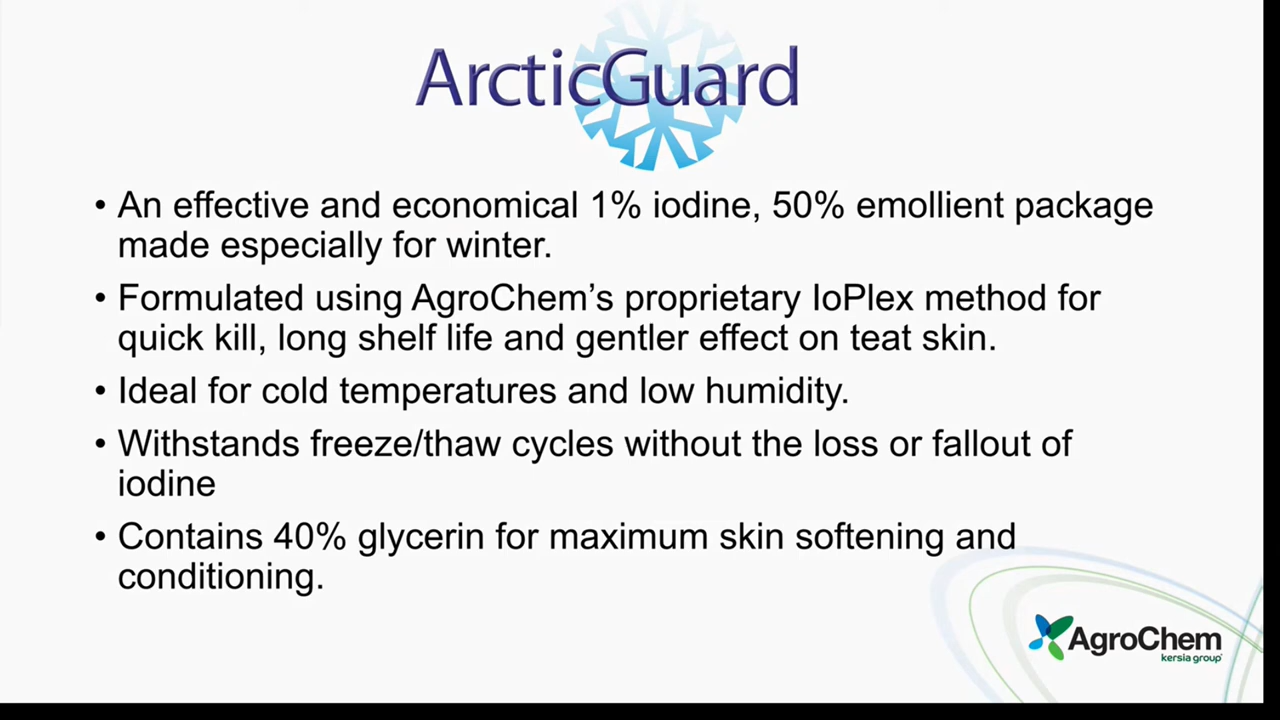 ArcticGuard
• An effective and economical 1% iodine, 50% emollient package
made especially for winter.
• Formulated using AgroChem’s proprietary IoPlex method for
quick kill, long shelf life and gentler effect on teat skin.
• Ideal for cold temperatures and low humidity.
• Withstands freeze/thaw cycles without the loss or fallout of
iodine
• Contains 40% glycerin for maximum skin softening and
conditioning.
AgroChem
kersia group